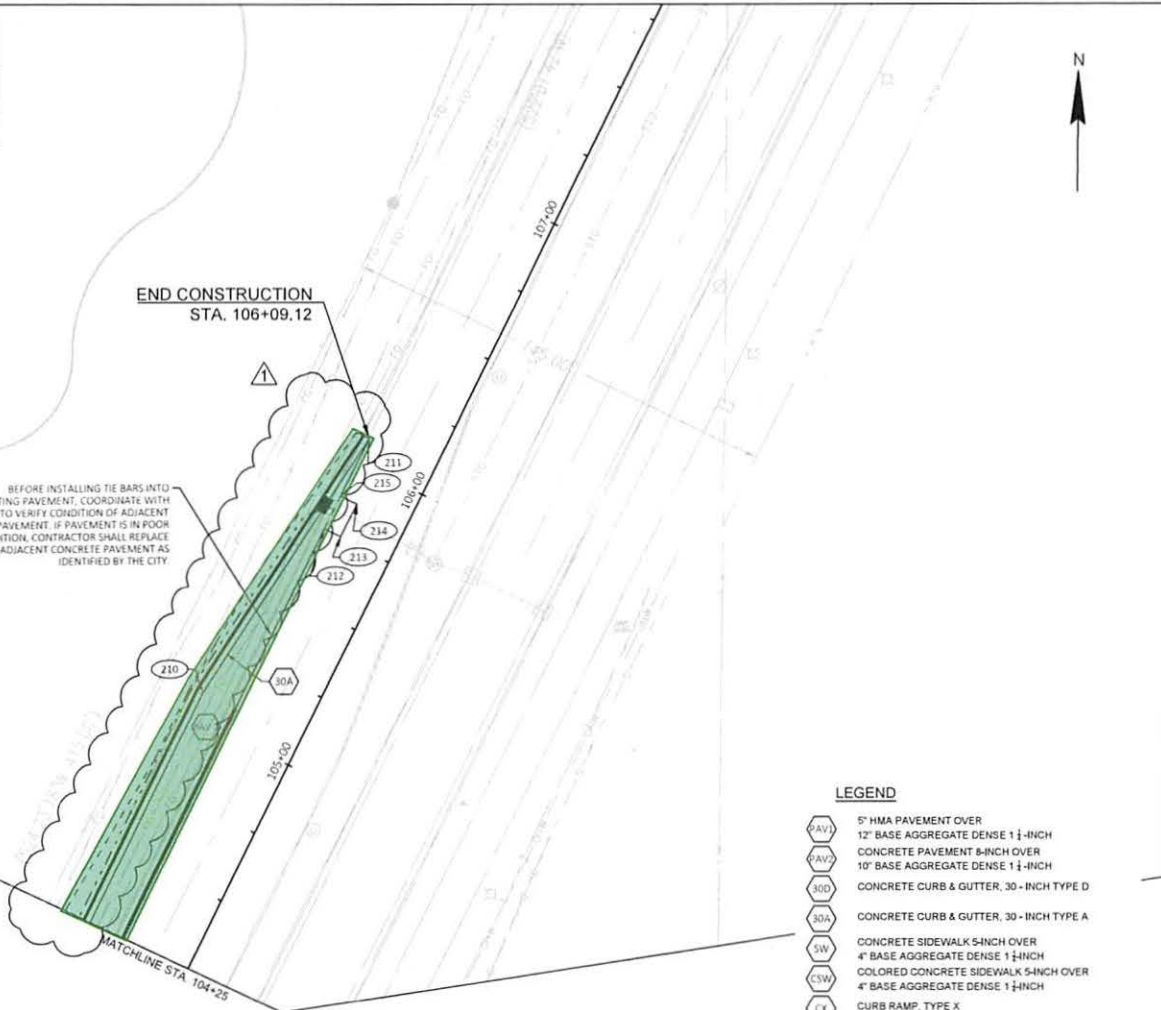 N
107+00
END CONSTRUCTION
STA. 106+09.12
1
211
215
106+00
214
213
212
BEFORE INSTALLING TIE BARS INTO
TING PAVEMENT, COORDINATE WITH
TO VERIFY CONDITION OF ADJACENT
PAVEMENT. IF PAVEMENT IS IN POOR
ITION, CONTRACTOR SHALL REPLACE
ADJACENT CONCRETE PAVEMENT AS
IDENTIFIED BY THE CITY.
210
30A
105+00
MATCHLINE STA. 104+25
LEGEND
PAV1 5" HMA PAVEMENT OVER
12" BASE AGGREGATE DENSE 1 1/4-INCH
PAV2 CONCRETE PAVEMENT 8-INCH OVER
10" BASE AGGREGATE DENSE 1 1/4-INCH
30D CONCRETE CURB & GUTTER, 30 - INCH TYPE D
30A CONCRETE CURB & GUTTER, 30 - INCH TYPE A
SW CONCRETE SIDEWALK 5-INCH OVER
4" BASE AGGREGATE DENSE 1 1/4-INCH
CSW COLORED CONCRETE SIDEWALK 5-INCH OVER
4" BASE AGGREGATE DENSE 1 1/4-INCH
CX CURB RAMP, TYPE X